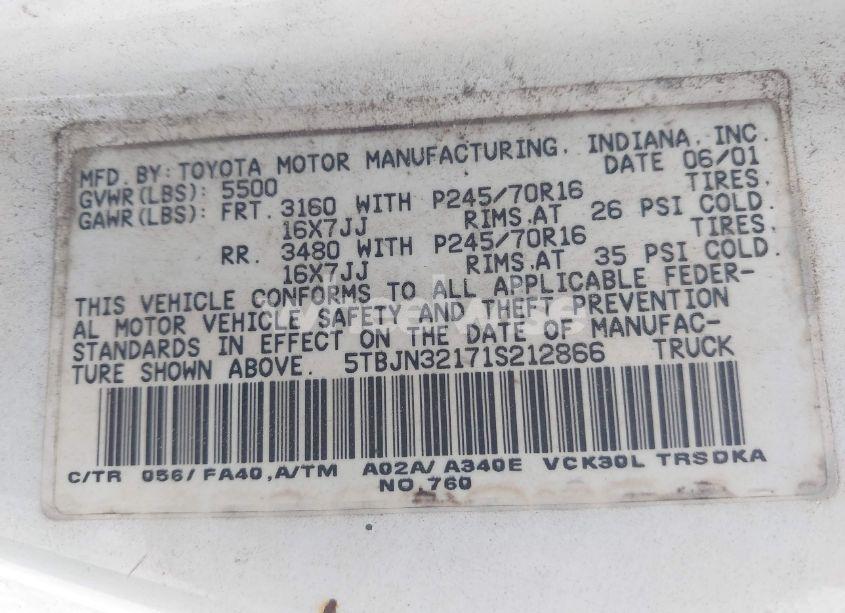 MFD. BY: TOYOTA MOTOR MANUFACTURING, INDIANA, INC.
GVWR(LBS): 5500 DATE 06/01
GAWR(LBS): FRT. 3160 WITH P245/70R16 TIRES,
16X7JJ RIMS,AT 26 PSI COLD.
RR. 3480 WITH P245/70R16 TIRES,
16X7JJ RIMS,AT 35 PSI COLD.
THIS VEHICLE CONFORMS TO ALL APPLICABLE FEDER-
AL MOTOR VEHICLE SAFETY AND THEFT PREVENTION
STANDARDS IN EFFECT ON THE DATE OF MANUFAC-
TURE SHOWN ABOVE. 5TBJN32171S212866 TRUCK
C/TR 056/FA40,A/TM A02A/A340E VCK30L TRSDKA
NO.760